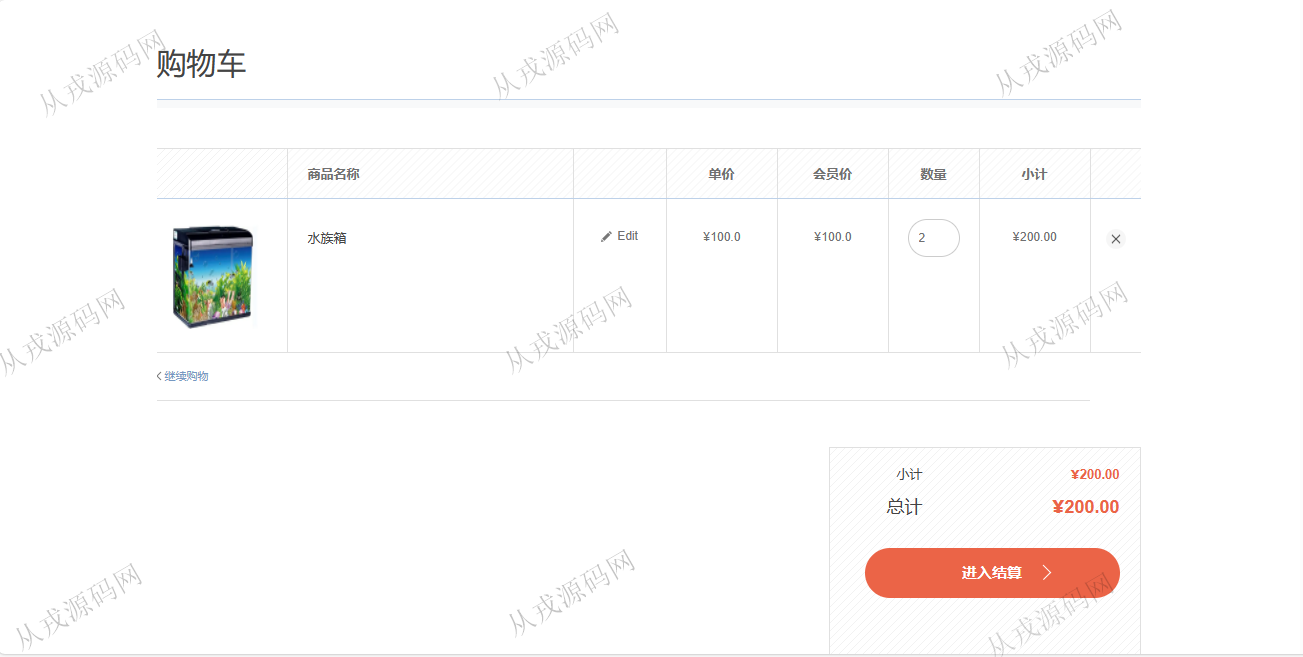 购物车
商品名称 单价 会员价 数量 小计
水族箱 Edit ¥100.0 ¥100.0 2 ¥200.00
继续购物
小计 ¥200.00
总计 ¥200.00
进入结算
从戎源码网
从戎源码网
从戎源码网
从戎源码网
从戎源码网
从戎源码网
从戎源码网
从戎源码网
从戎源码网